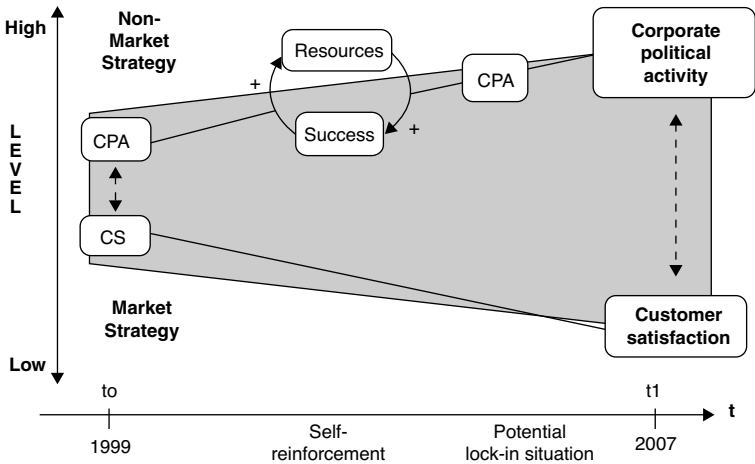 High
Non-
Market
Strategy
Resources
Corporate
political
activity
+
CPA
LEVEL
CPA
Success
+
CS
Market
Strategy
Customer
satisfaction
Low
to
t1
t
1999
Self-
reinforcement
Potential
lock-in situation
2007